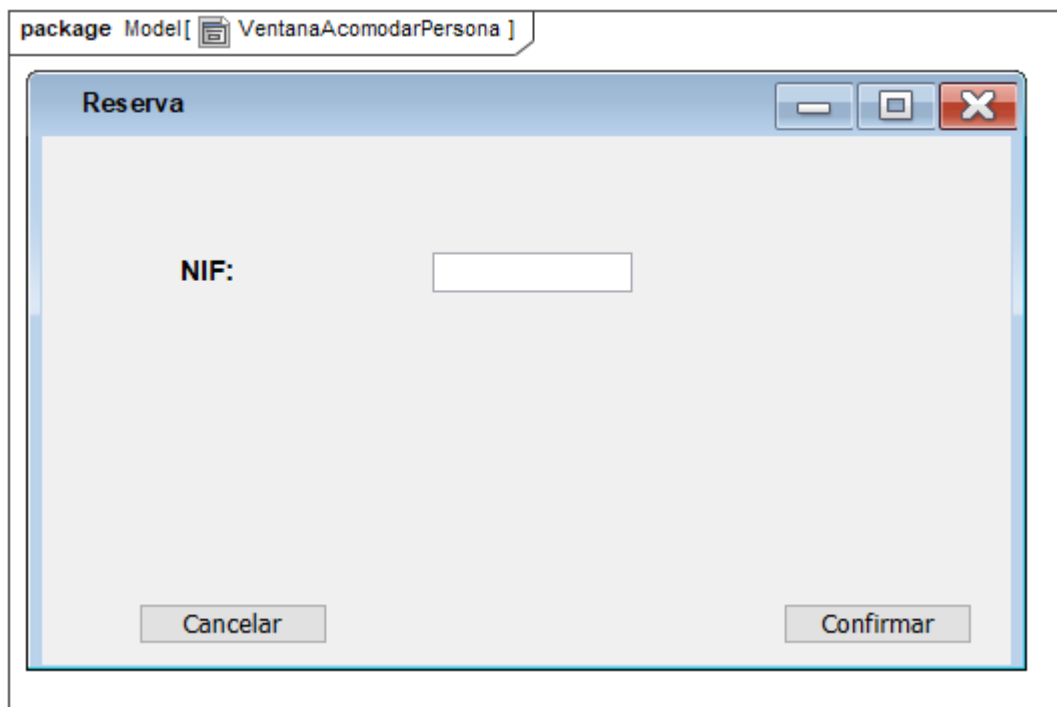 package Model[ VentanaAcomodarPersona ]
Reserva
NIF:
Cancelar Confirmar